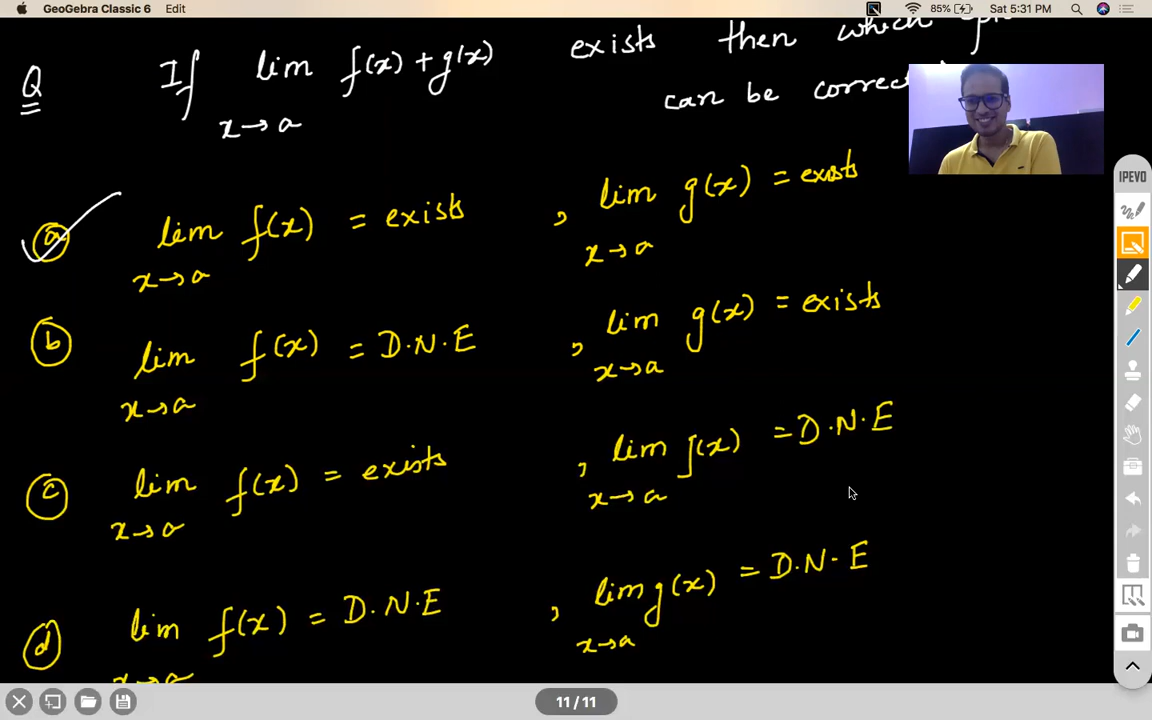 GeoGebra Classic 6 Edit 85% Sat 5:31 PM
Q If lim f(x) + g(x) exists then which
x→a can be correct
IPEVO
a lim f(x) = exists , lim g(x) = exists
x→a x→a
b lim f(x) = D.N.E , lim g(x) = exists
x→a x→a
c lim f(x) = exists , lim g(x) = D.N.E
x→a x→a
d lim f(x) = D.N.E , lim g(x) = D.N.E
x→a x→a
11/11